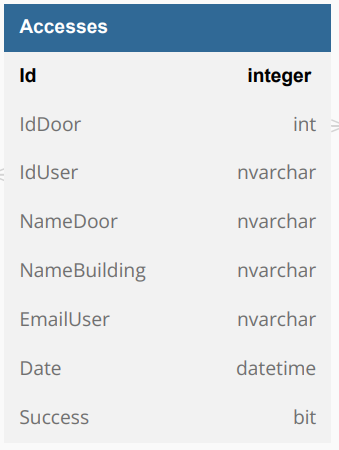 Accesses
Id integer
IdDoor int
IdUser nvarchar
NameDoor nvarchar
NameBuilding nvarchar
EmailUser nvarchar
Date datetime
Success bit